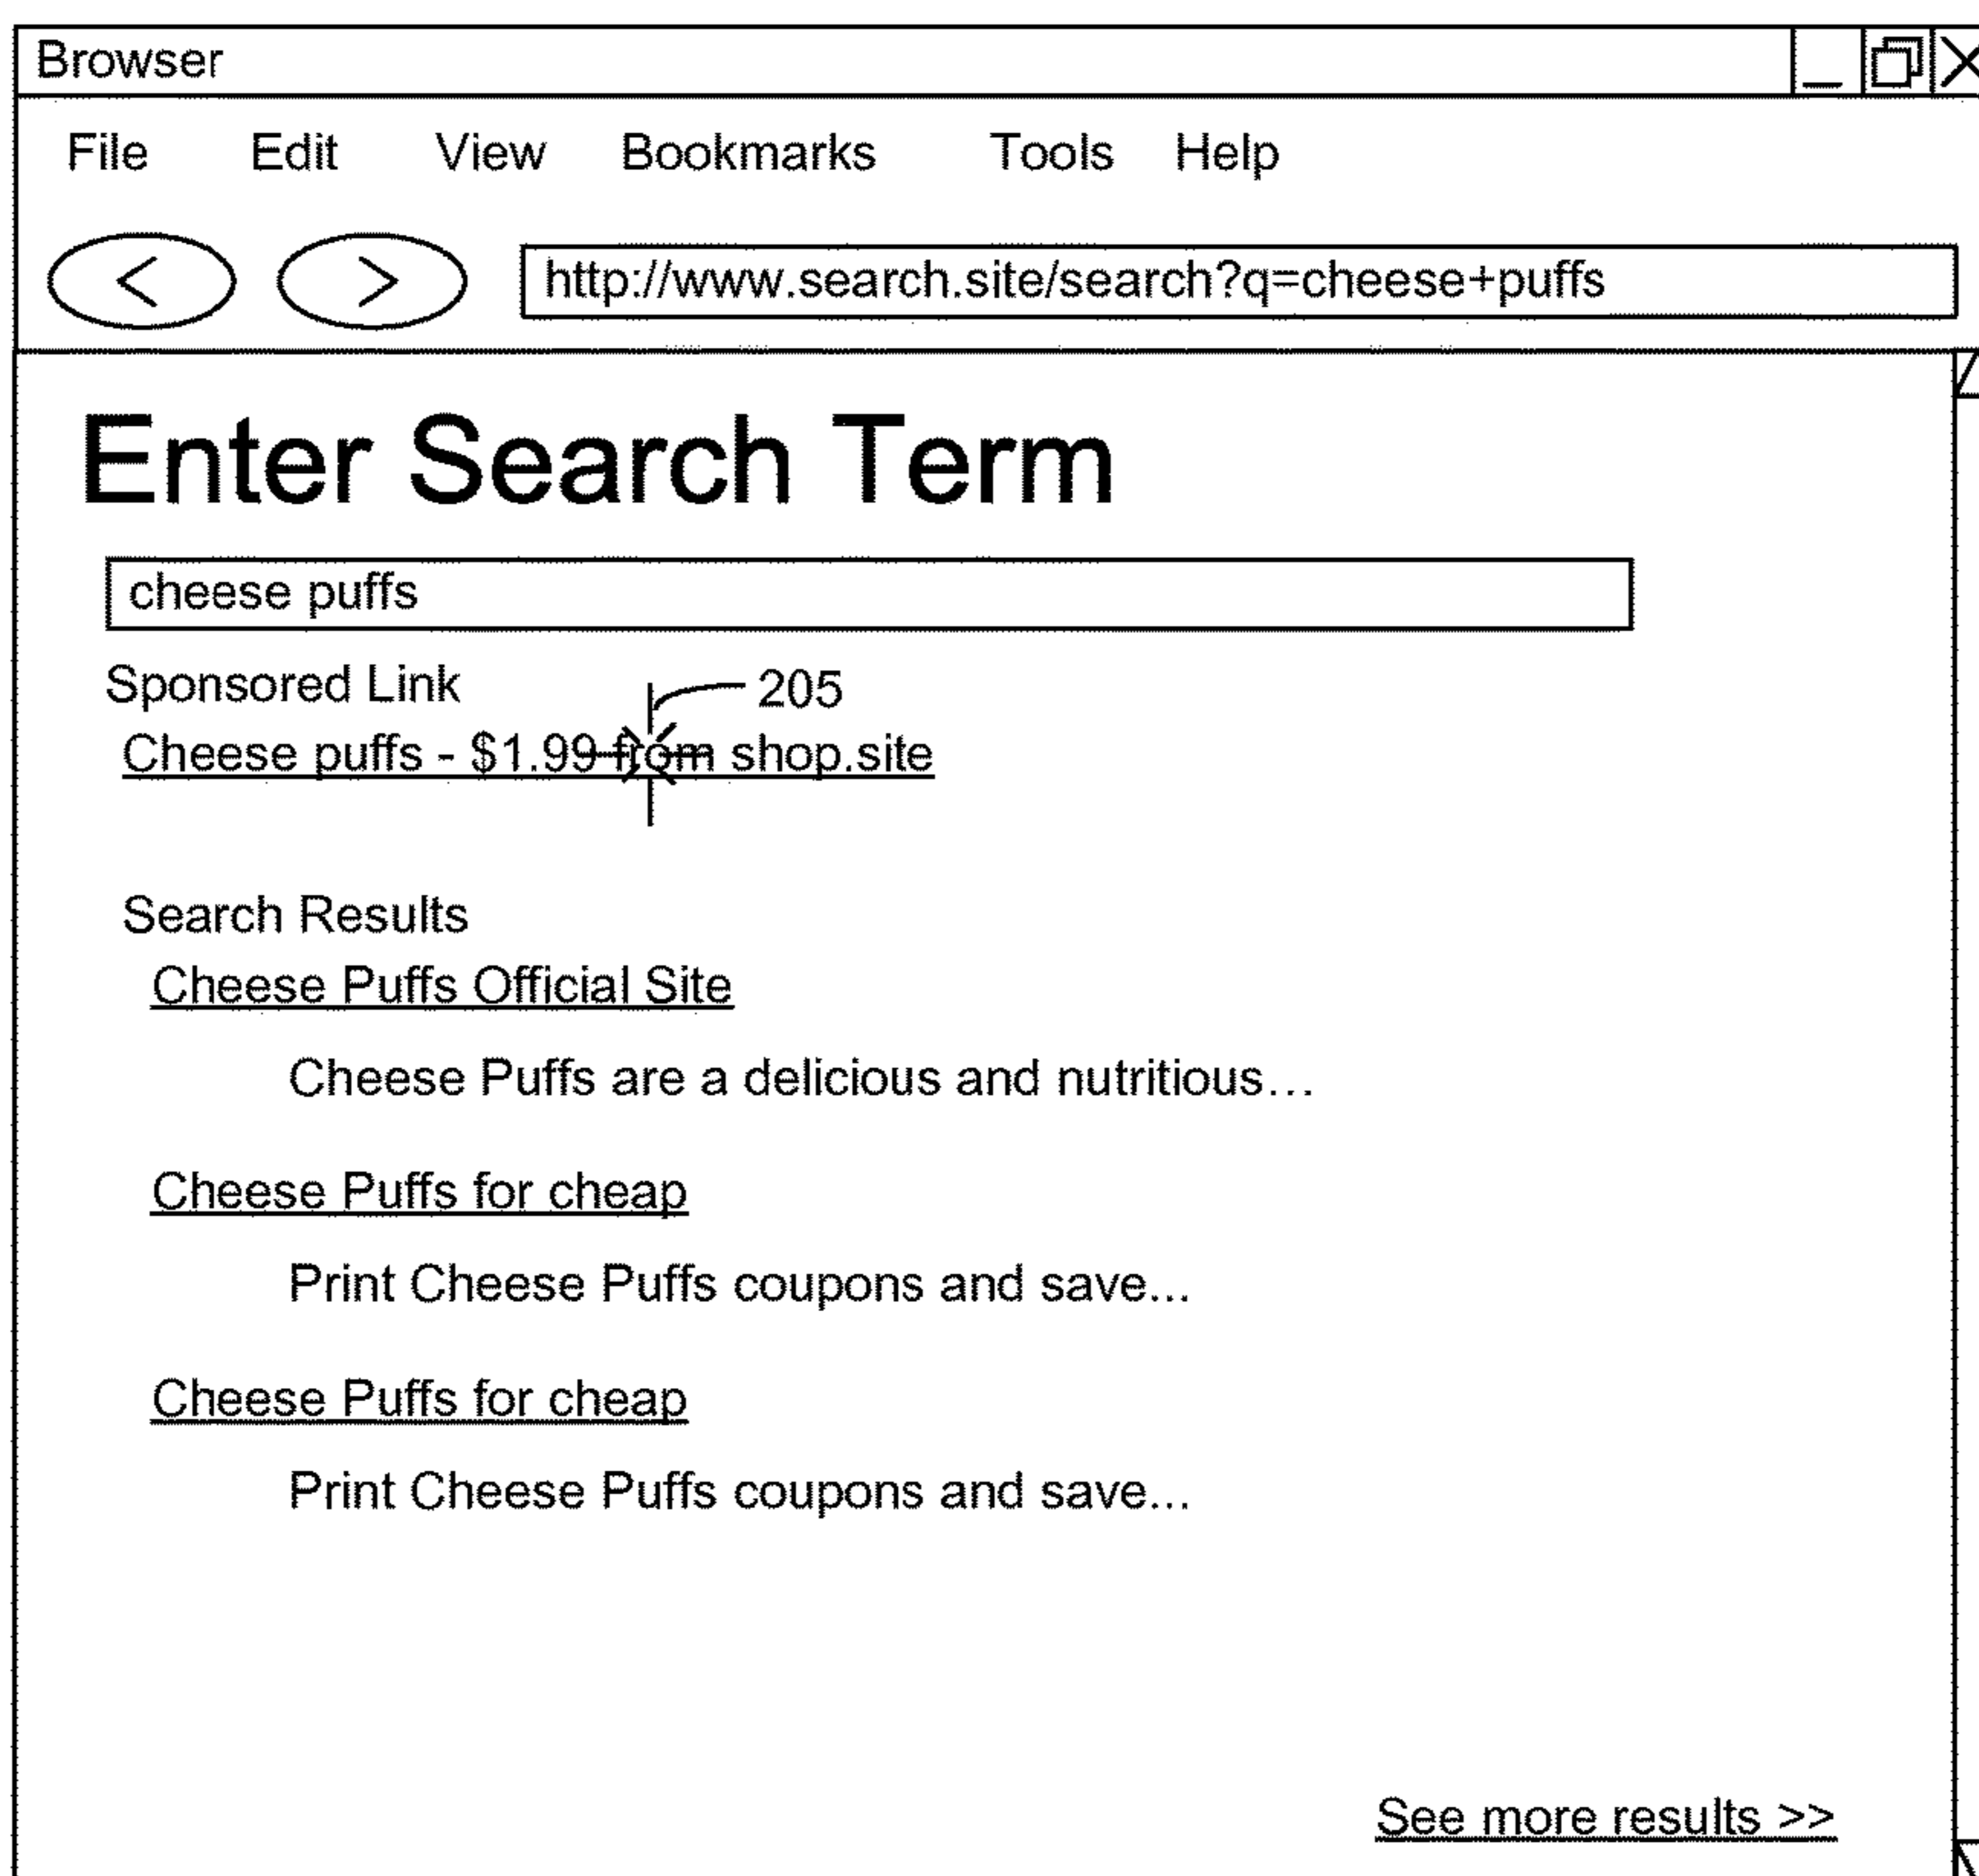 Browser
File Edit View Bookmarks Tools Help
< > http://www.search.site/search?q=cheese+puffs
Enter Search Term
cheese puffs
Sponsored Link 205
Cheese puffs - $1.99 from shop.site
Search Results
Cheese Puffs Official Site
Cheese Puffs are a delicious and nutritious...
Cheese Puffs for cheap
Print Cheese Puffs coupons and save...
Cheese Puffs for cheap
Print Cheese Puffs coupons and save...
See more results >>